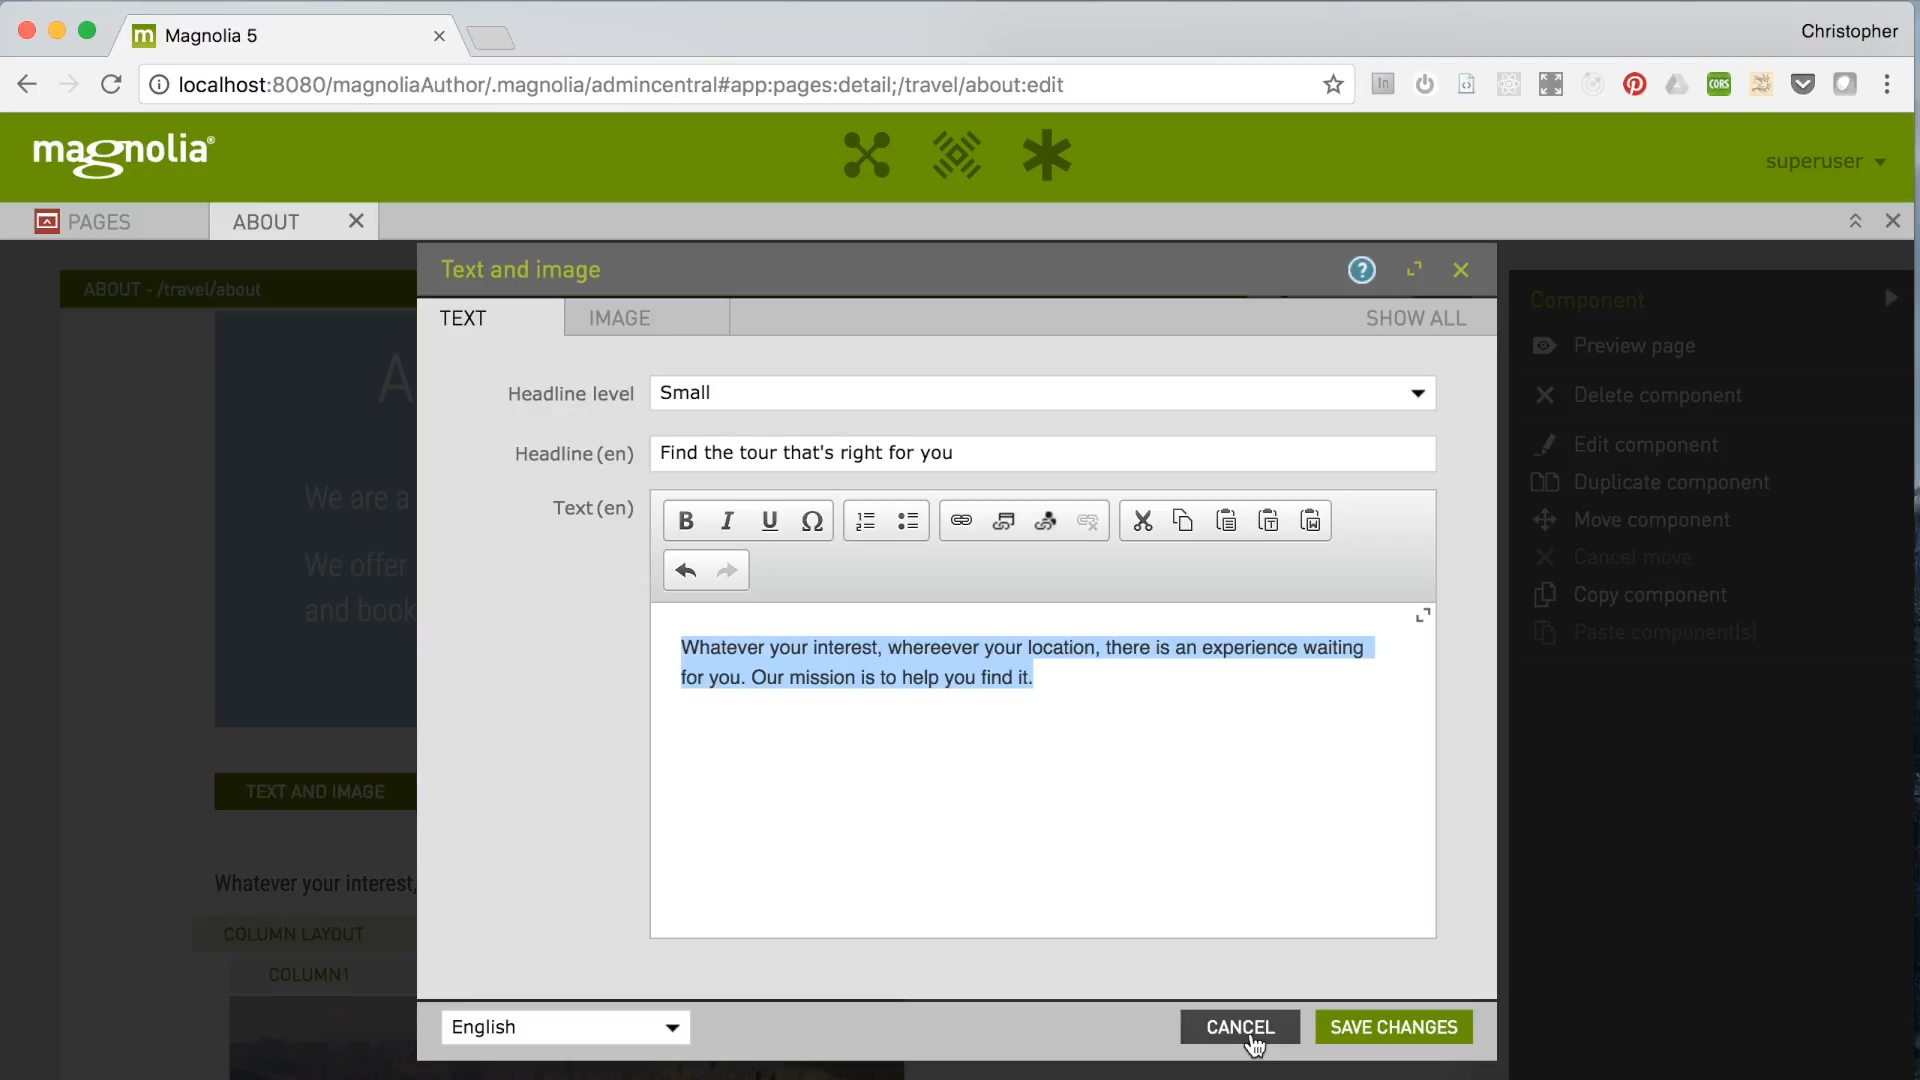 Magnolia 5
Christopher
localhost:8080/magnoliaAuthor/.magnolia/admincentral#app:pages:detail;/travel/about:edit
In
CORS
magnolia®
superuser
PAGES
ABOUT
ABOUT - /travel/about
Text and image
?
TEXT
IMAGE
SHOW ALL
Component
Preview page
Delete component
Edit component
Duplicate component
Move component
Cancel move
Copy component
Paste component(s)
A
We are a
We offer
and book
Headline level
Small
Headline (en)
Find the tour that's right for you
Text (en)
B I U Ω
Whatever your interest, whereever your location, there is an experience waiting
for you. Our mission is to help you find it.
TEXT AND IMAGE
Whatever your interest,
COLUMN LAYOUT
COLUMN1
English
CANCEL
SAVE CHANGES